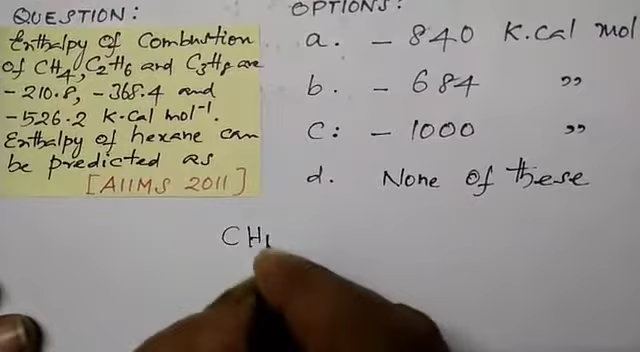 QUESTION:
Enthalpy Of Combustion
of CH4, C2H6 and C3H8 are
-210.8, -368.4 and
-526.2 K.Cal mol-1.
Enthalpy of hexane can
be predicted as
[AIIMS 2011]
OPTIONS:
a. - 840 K.Cal mol
b. - 684 ”
C: - 1000 ”
d. None of these
CH